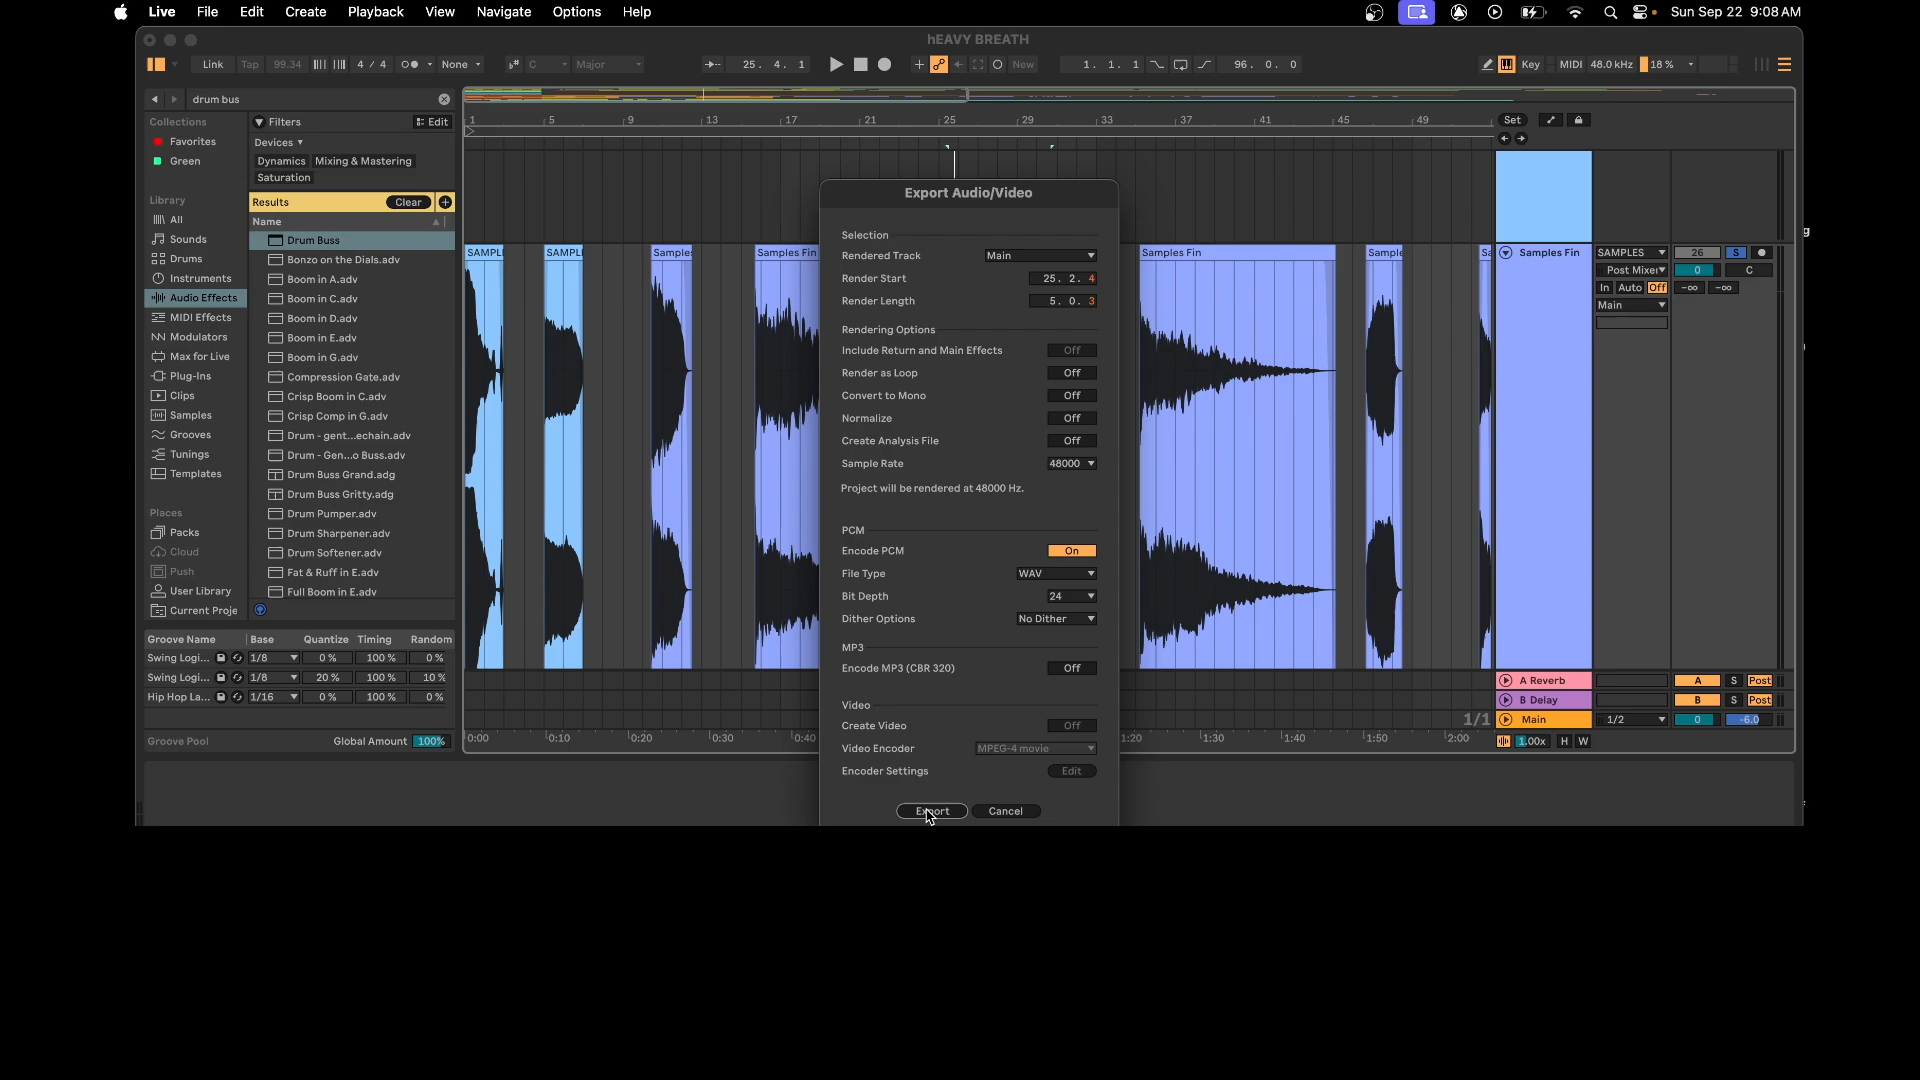 Live File Edit Create Playback View Navigate Options Help Sun Sep 22 9:08 AM
hEAVY BREATH
Link Tap 99.34 4 / 4 None C Major 25. 4. 1 New 1. 1. 1 96. 0. 0 Key MIDI 48.0 kHz 18 %
drum bus
Collections
Favorites
Green
Library
All
Sounds
Drums
Instruments
Audio Effects
MIDI Effects
Modulators
Max for Live
Plug-Ins
Clips
Samples
Grooves
Tunings
Templates
Places
Packs
Cloud
Push
User Library
Current Proje
Filters Edit
Devices
Dynamics Mixing & Mastering
Saturation
Results Clear
Name
Drum Buss
Bonzo on the Dials.adv
Boom in A.adv
Boom in C.adv
Boom in D.adv
Boom in E.adv
Boom in G.adv
Compression Gate.adv
Crisp Boom in C.adv
Crisp Comp in G.adv
Drum - gent...echain.adv
Drum - Gen...o Buss.adv
Drum Buss Grand.adg
Drum Buss Gritty.adg
Drum Pumper.adv
Drum Sharpener.adv
Drum Softener.adv
Fat & Ruff in E.adv
Full Boom in E.adv
Groove Name Base Quantize Timing Random
Swing Logi... 1/8 0 % 100 % 0 %
Swing Logi... 1/8 20 % 100 % 10 %
Hip Hop La... 1/16 0 % 100 % 0 %
Groove Pool Global Amount 100%
1 5 9 13 17 21 25 29 33 37 41 45 49
Set
SAMPL SAMPL Samples Samples Fin Samples Fin Sample Sa
Export Audio/Video
Selection
Rendered Track Main
Render Start 25. 2. 4
Render Length 5. 0. 3
Rendering Options
Include Return and Main Effects Off
Render as Loop Off
Convert to Mono Off
Normalize Off
Create Analysis File Off
Sample Rate 48000
Project will be rendered at 48000 Hz.
PCM
Encode PCM On
File Type WAV
Bit Depth 24
Dither Options No Dither
MP3
Encode MP3 (CBR 320) Off
Video
Create Video Off
Video Encoder MPEG-4 movie
Encoder Settings Edit
Export Cancel
Samples Fin SAMPLES 26 S
Post Mixer 0 C
In Auto Off -∞ -∞
Main
A Reverb A S Post
B Delay B S Post
1/1 Main 1/2 0 -6.0
0:00 0:10 0:20 0:30 0:40 1:20 1:30 1:40 1:50 2:00 1.00x H W